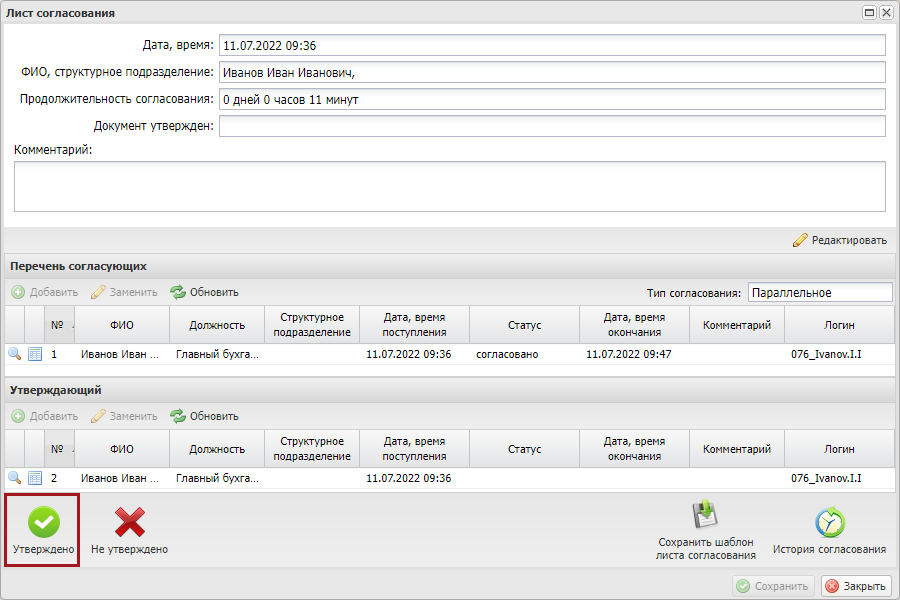 Лист согласования
Дата, время: 11.07.2022 09:36
ФИО, структурное подразделение: Иванов Иван Иванович,
Продолжительность согласования: 0 дней 0 часов 11 минут
Документ утвержден:
Комментарий:
Редактировать
Перечень согласующих
Добавить Заменить Обновить Тип согласования: Параллельное
№ ФИО Должность Структурное подразделение Дата, время поступления Статус Дата, время окончания Комментарий Логин
1 Иванов Иван ... Главный бухга... 11.07.2022 09:36 согласовано 11.07.2022 09:47 076_Ivanov.I.I
Утверждающий
Добавить Заменить Обновить
№ ФИО Должность Структурное подразделение Дата, время поступления Статус Дата, время окончания Комментарий Логин
2 Иванов Иван ... Главный бухга... 11.07.2022 09:36 076_Ivanov.I.I
Утверждено Не утверждено Сохранить шаблон листа согласования История согласования
Сохранить Закрыть